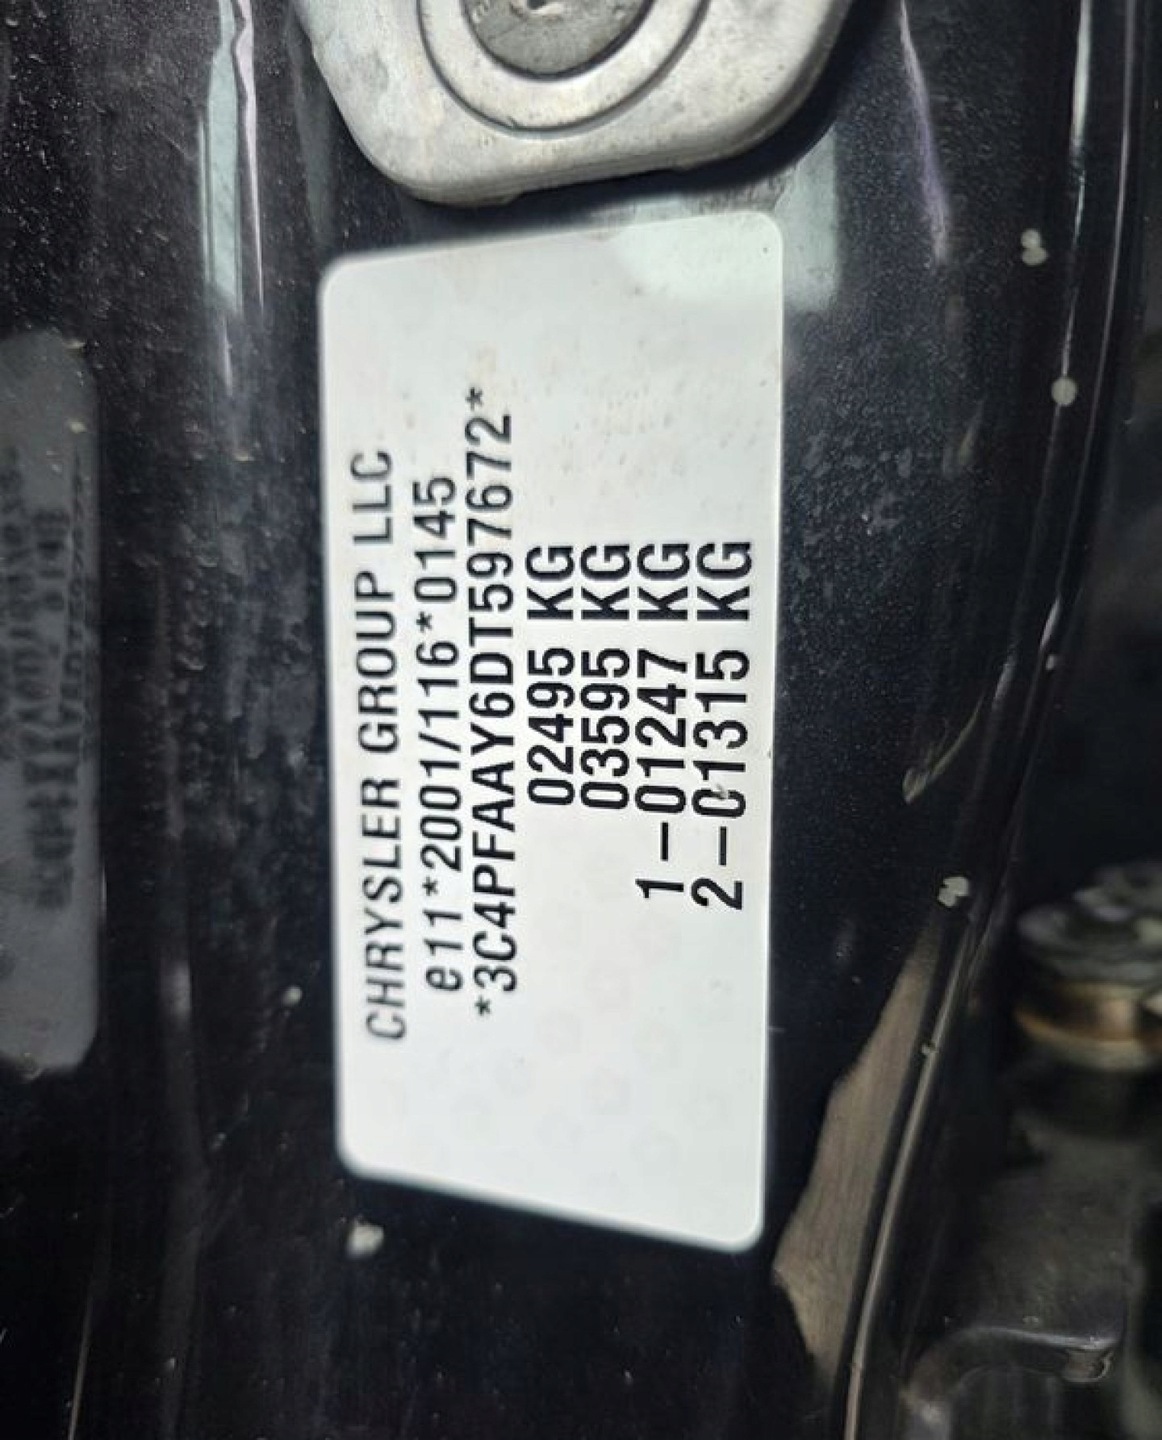 CHRYSLER GROUP LLC
e11*2001/116*0145
*3C4PFAAY6DT597672*
02495 KG
03595 KG
1-01247 KG
2-01315 KG